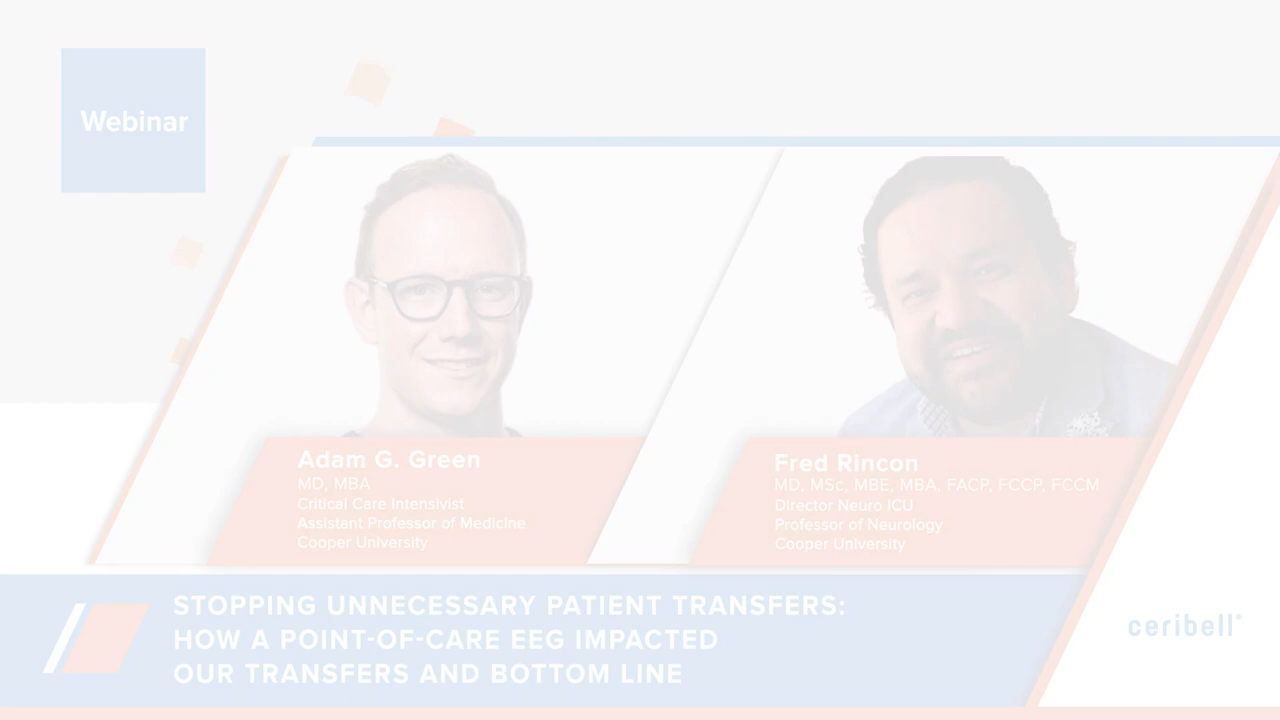 Webinar
Adam G. Green
MD, MBA
Critical Care Intensivist
Assistant Professor of Medicine
Cooper University
Fred Rincon
MD, MSc, MBE, MBA, FACP, FCCP, FCCM
Director Neuro ICU
Professor of Neurology
Cooper University
STOPPING UNNECESSARY PATIENT TRANSFERS:
HOW A POINT-OF-CARE EEG IMPACTED
OUR TRANSFERS AND BOTTOM LINE
ceribell®